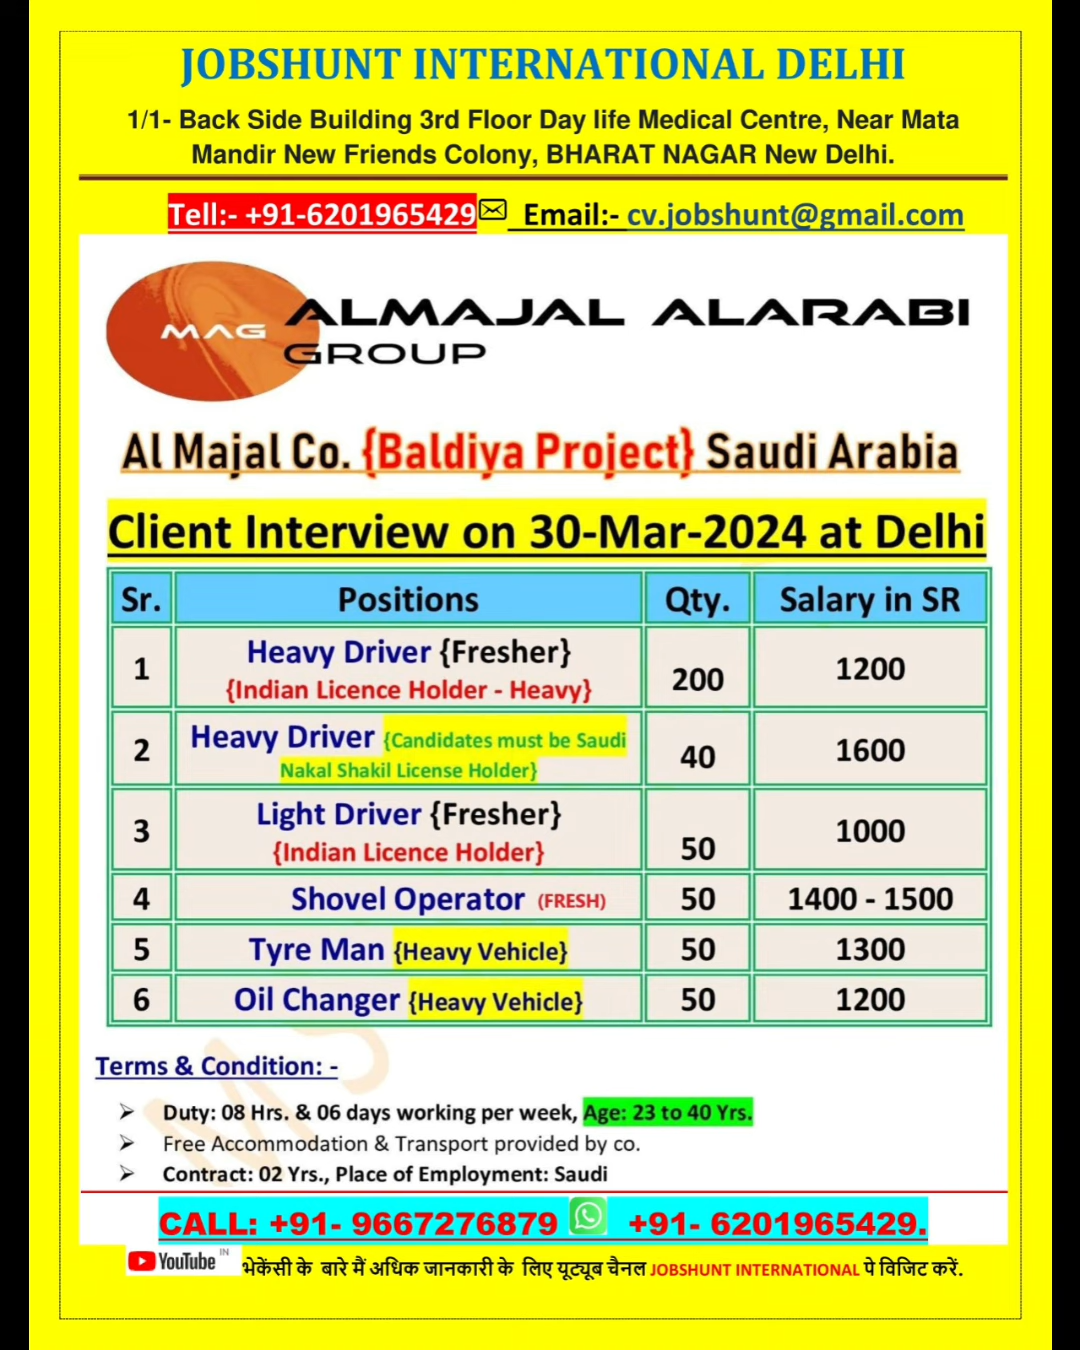 JOBSHUNT INTERNATIONAL DELHI
1/1- Back Side Building 3rd Floor Day life Medical Centre, Near Mata
Mandir New Friends Colony, BHARAT NAGAR New Delhi.
Tell:- +91-6201965429 Email:- cv.jobshunt@gmail.com
MAG ALMAJAL ALARABI
GROUP
Al Majal Co. {Baldiya Project} Saudi Arabia
Client Interview on 30-Mar-2024 at Delhi
Sr. Positions Qty. Salary in SR
1 Heavy Driver {Fresher} 200 1200
{Indian Licence Holder - Heavy}
2 Heavy Driver {Candidates must be Saudi 40 1600
Nakal Shakil License Holder}
3 Light Driver {Fresher} 50 1000
{Indian Licence Holder}
4 Shovel Operator (FRESH) 50 1400 - 1500
5 Tyre Man {Heavy Vehicle} 50 1300
6 Oil Changer {Heavy Vehicle} 50 1200
Terms & Condition: -
Duty: 08 Hrs. & 06 days working per week, Age: 23 to 40 Yrs.
Free Accommodation & Transport provided by co.
Contract: 02 Yrs., Place of Employment: Saudi
CALL: +91- 9667276879 +91- 6201965429.
YouTube IN भेकेंसी के बारे मैं अधिक जानकारी के लिए यूट्यूब चैनल JOBSHUNT INTERNATIONAL पे विजिट करें.